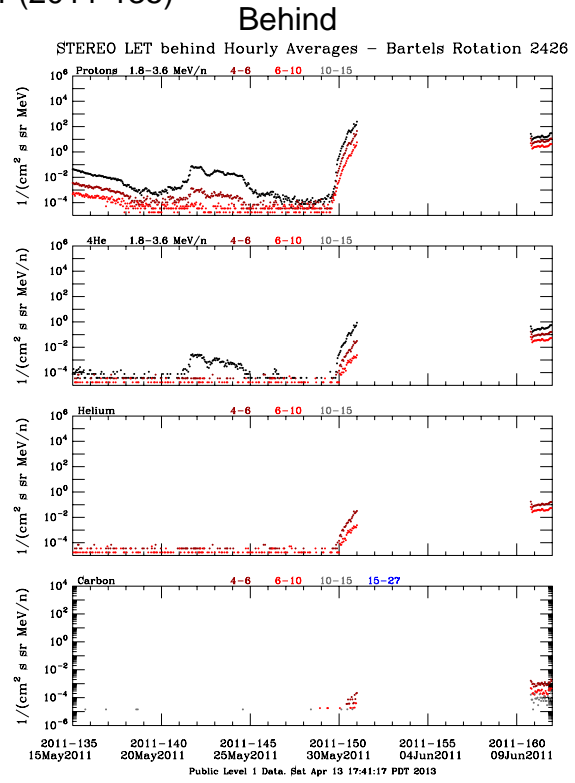 Behind
STEREO LET behind Hourly Averages – Bartels Rotation 2426
Protons 1.8–3.6 MeV/n 4–6 6–10 10–15
1/(cm² s sr MeV)
10⁶
10⁴
10²
10⁰
10⁻²
10⁻⁴
4He 1.8–3.6 MeV/n 4–6 6–10 10–15
1/(cm² s sr MeV/n)
10⁶
10⁴
10²
10⁰
10⁻²
10⁻⁴
Helium 4–6 6–10 10–15
1/(cm² s sr MeV/n)
10⁶
10⁴
10²
10⁰
10⁻²
10⁻⁴
Carbon 4–6 6–10 10–15 15–27
1/(cm² s sr MeV/n)
10⁴
10²
10⁰
10⁻²
10⁻⁴
10⁻⁶
2011–135 2011–140 2011–145 2011–150 2011–155 2011–160
15May2011 20May2011 25May2011 30May2011 04Jun2011 09Jun2011
Public Level 1 Data. Sat Apr 13 17:41:17 PDT 2013